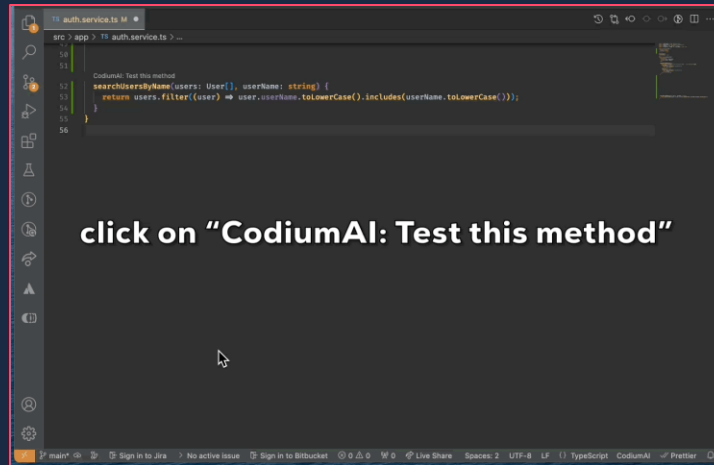 TS auth.service.ts M
src > app > TS auth.service.ts > ...
50
51
CodiumAI: Test this method
52 searchUsersByName(users: User[], userName: string) {
53 return users.filter((user) => user.userName.toLowerCase().includes(userName.toLowerCase()));
54 }
55 }
56
click on “CodiumAI: Test this method”
main* Sign in to Jira > No active issue Sign in to Bitbucket 0 0 0 Live Share Spaces: 2 UTF-8 LF () TypeScript CodiumAI Prettier